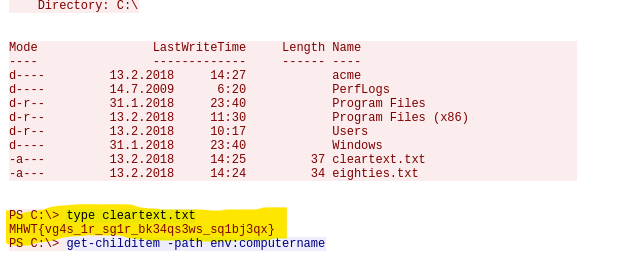 Directory: C:\
Mode                LastWriteTime     Length Name
----                -------------     ------ ----
d----         13.2.2018     14:27            acme
d----         14.7.2009      6:20            PerfLogs
d-r--         31.1.2018     23:40            Program Files
d-r--         13.2.2018     11:30            Program Files (x86)
d-r--         13.2.2018     10:17            Users
d----         31.1.2018     23:40            Windows
-a---         13.2.2018     14:25         37 cleartext.txt
-a---         13.2.2018     14:24         34 eighties.txt
PS C:\> type cleartext.txt
MHWT{vg4s_1r_sg1r_bk34qs3ws_sq1bj3qx}
PS C:\> get-childitem -path env:computername